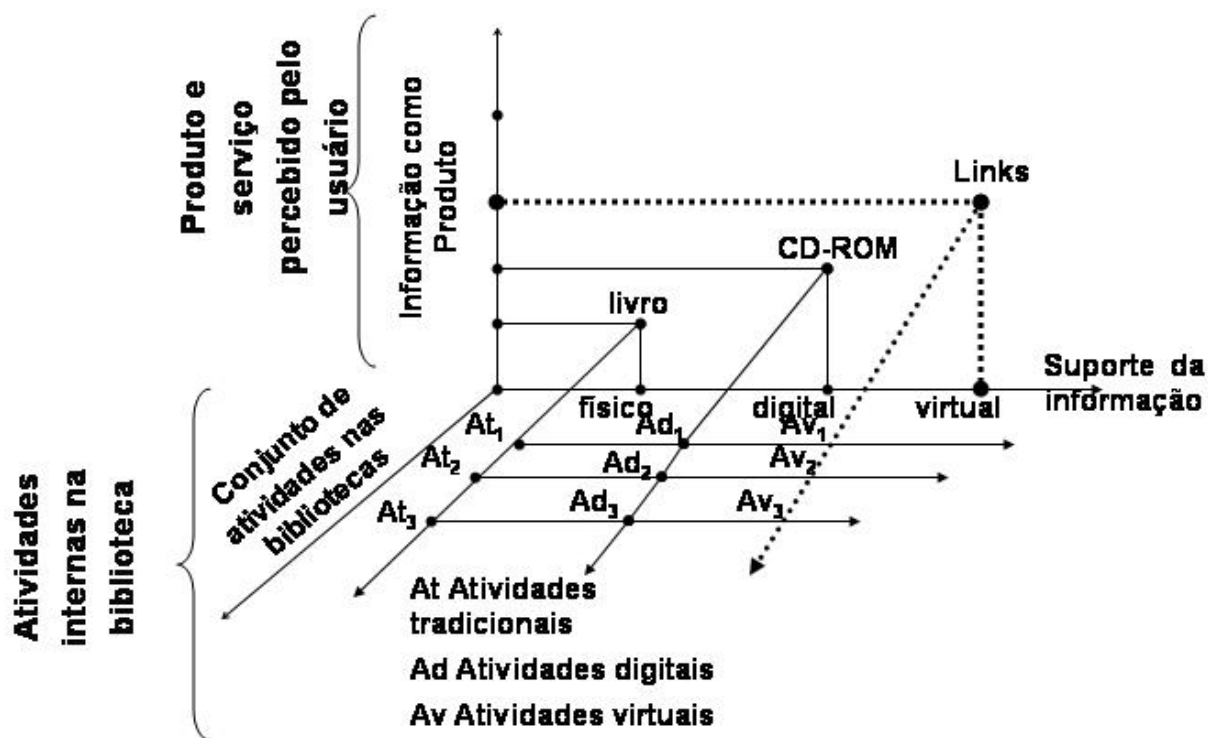 Produto e
serviço
percebido pelo
usuário
Informação como
Produto
Links
CD-ROM
livro
Suporte da
informação
físico
digital
virtual
Atividades
internas na
biblioteca
Conjunto de
atividades nas
bibliotecas
At₁
Ad₁
Av₁
At₂
Ad₂
Av₂
At₃
Ad₃
Av₃
At Atividades
tradicionais
Ad Atividades digitais
Av Atividades virtuais